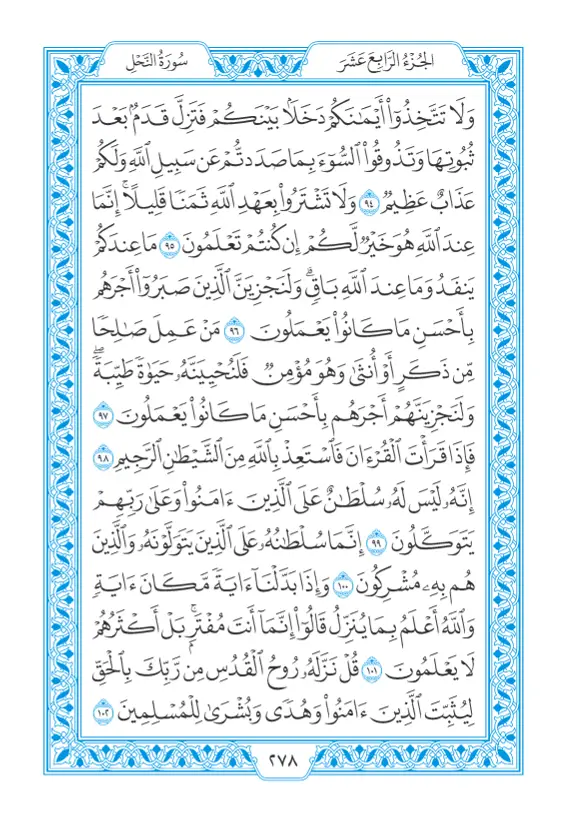 الجُزْءُ الرَّابِعَ عَشَرَ
سُورَةُ النَّحْلِ
وَلَا تَتَّخِذُوٓا۟ أَيْمَـٰنَكُمْ دَخَلًۢا بَيْنَكُمْ فَتَزِلَّ قَدَمٌۢ بَعْدَ
ثُبُوتِهَا وَتَذُوقُوا۟ ٱلسُّوٓءَ بِمَا صَدَدتُّمْ عَن سَبِيلِ ٱللَّهِ وَلَكُمْ
عَذَابٌ عَظِيمٌ ٩٤ وَلَا تَشْتَرُوا۟ بِعَهْدِ ٱللَّهِ ثَمَنًا قَلِيلًا ۚ إِنَّمَا
عِندَ ٱللَّهِ هُوَ خَيْرٌ لَّكُمْ إِن كُنتُمْ تَعْلَمُونَ ٩٥ مَا عِندَكُمْ
يَنفَدُ وَمَا عِندَ ٱللَّهِ بَاقٍ ۗ وَلَنَجْزِيَنَّ ٱلَّذِينَ صَبَرُوٓا۟ أَجْرَهُم
بِأَحْسَنِ مَا كَانُوا۟ يَعْمَلُونَ ٩٦ مَنْ عَمِلَ صَـٰلِحًا
مِّن ذَكَرٍ أَوْ أُنثَىٰ وَهُوَ مُؤْمِنٌ فَلَنُحْيِيَنَّهُۥ حَيَوٰةً طَيِّبَةً ۖ
وَلَنَجْزِيَنَّهُمْ أَجْرَهُم بِأَحْسَنِ مَا كَانُوا۟ يَعْمَلُونَ ٩٧
فَإِذَا قَرَأْتَ ٱلْقُرْءَانَ فَٱسْتَعِذْ بِٱللَّهِ مِنَ ٱلشَّيْطَـٰنِ ٱلرَّجِيمِ ٩٨
إِنَّهُۥ لَيْسَ لَهُۥ سُلْطَـٰنٌ عَلَى ٱلَّذِينَ ءَامَنُوا۟ وَعَلَىٰ رَبِّهِمْ
يَتَوَكَّلُونَ ٩٩ إِنَّمَا سُلْطَـٰنُهُۥ عَلَى ٱلَّذِينَ يَتَوَلَّوْنَهُۥ وَٱلَّذِينَ
هُم بِهِۦ مُشْرِكُونَ ١٠٠ وَإِذَا بَدَّلْنَآ ءَايَةً مَّكَانَ ءَايَةٍ
وَٱللَّهُ أَعْلَمُ بِمَا يُنَزِّلُ قَالُوٓا۟ إِنَّمَآ أَنتَ مُفْتَرٍۭ ۚ بَلْ أَكْثَرُهُمْ
لَا يَعْلَمُونَ ١٠١ قُلْ نَزَّلَهُۥ رُوحُ ٱلْقُدُسِ مِن رَّبِّكَ بِٱلْحَقِّ
لِيُثَبِّتَ ٱلَّذِينَ ءَامَنُوا۟ وَهُدًى وَبُشْرَىٰ لِلْمُسْلِمِينَ ١٠٢
٢٧٨